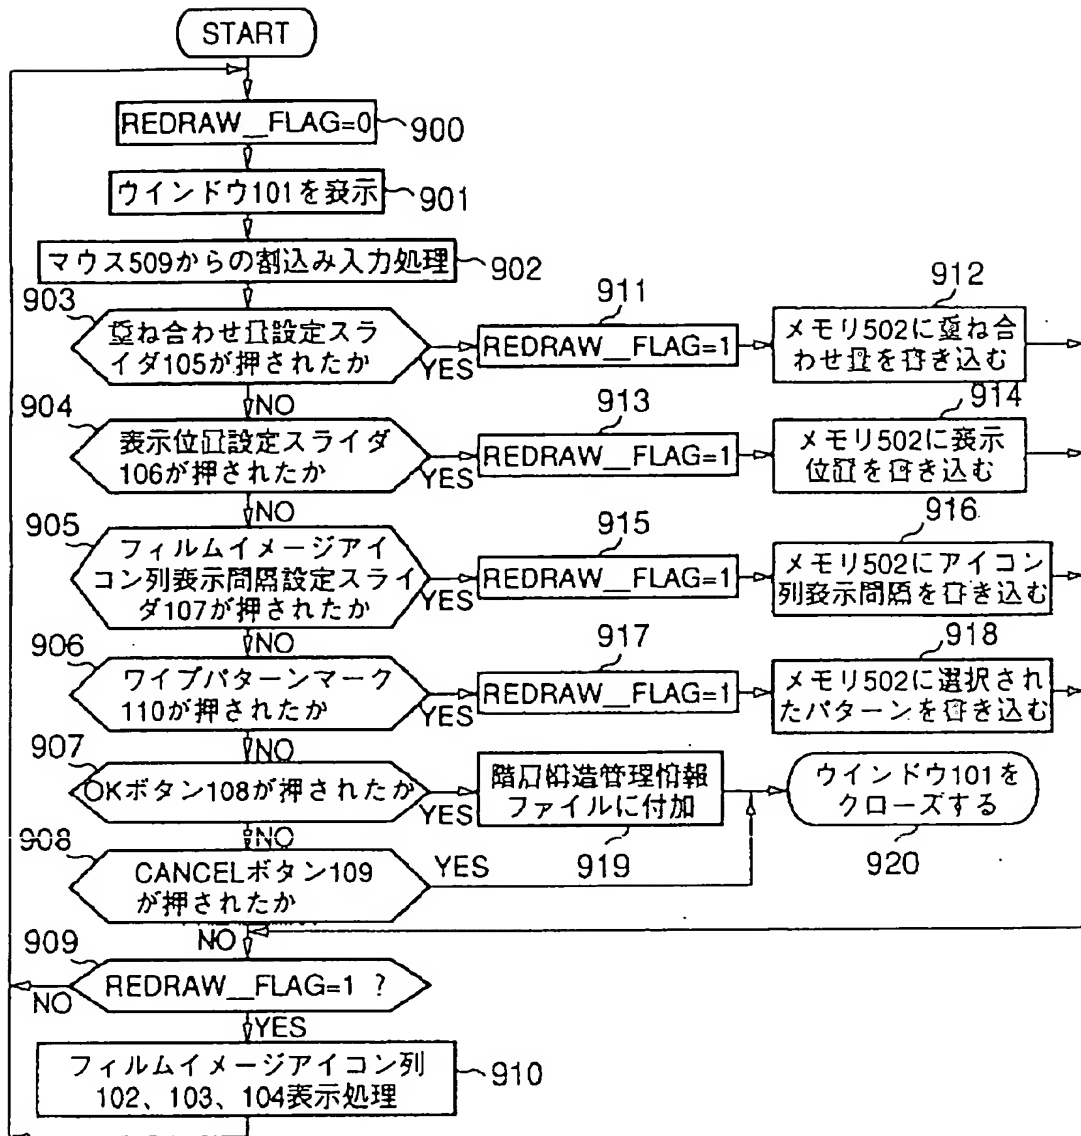 START
REDRAW__FLAG=0
900
ウインドウ101を表示
901
マウス509からの割込み入力処理
902
903
重ね合わせ量設定スラ
イダ105が押されたか
YES
911
REDRAW__FLAG=1
912
メモリ502に重ね合
わせ量を書き込む
NO
904
表示位置設定スライダ
106が押されたか
YES
913
REDRAW__FLAG=1
914
メモリ502に表示
位置を書き込む
NO
905
フィルムイメージアイ
コン列表示間隔設定スライ
ダ107が押されたか
YES
915
REDRAW__FLAG=1
916
メモリ502にアイコン
列表示間隔を書き込む
NO
906
ワイプパターンマーク
110が押されたか
YES
917
REDRAW__FLAG=1
918
メモリ502に選択され
たパターンを書き込む
NO
907
OKボタン108が押されたか
YES
階層構造管理情報
ファイルに付加
919
ウインドウ101を
クローズする
920
NO
908
CANCELボタン109
が押されたか
YES
NO
909
REDRAW__FLAG=1 ?
NO
YES
フィルムイメージアイコン列
102、103、104表示処理
910